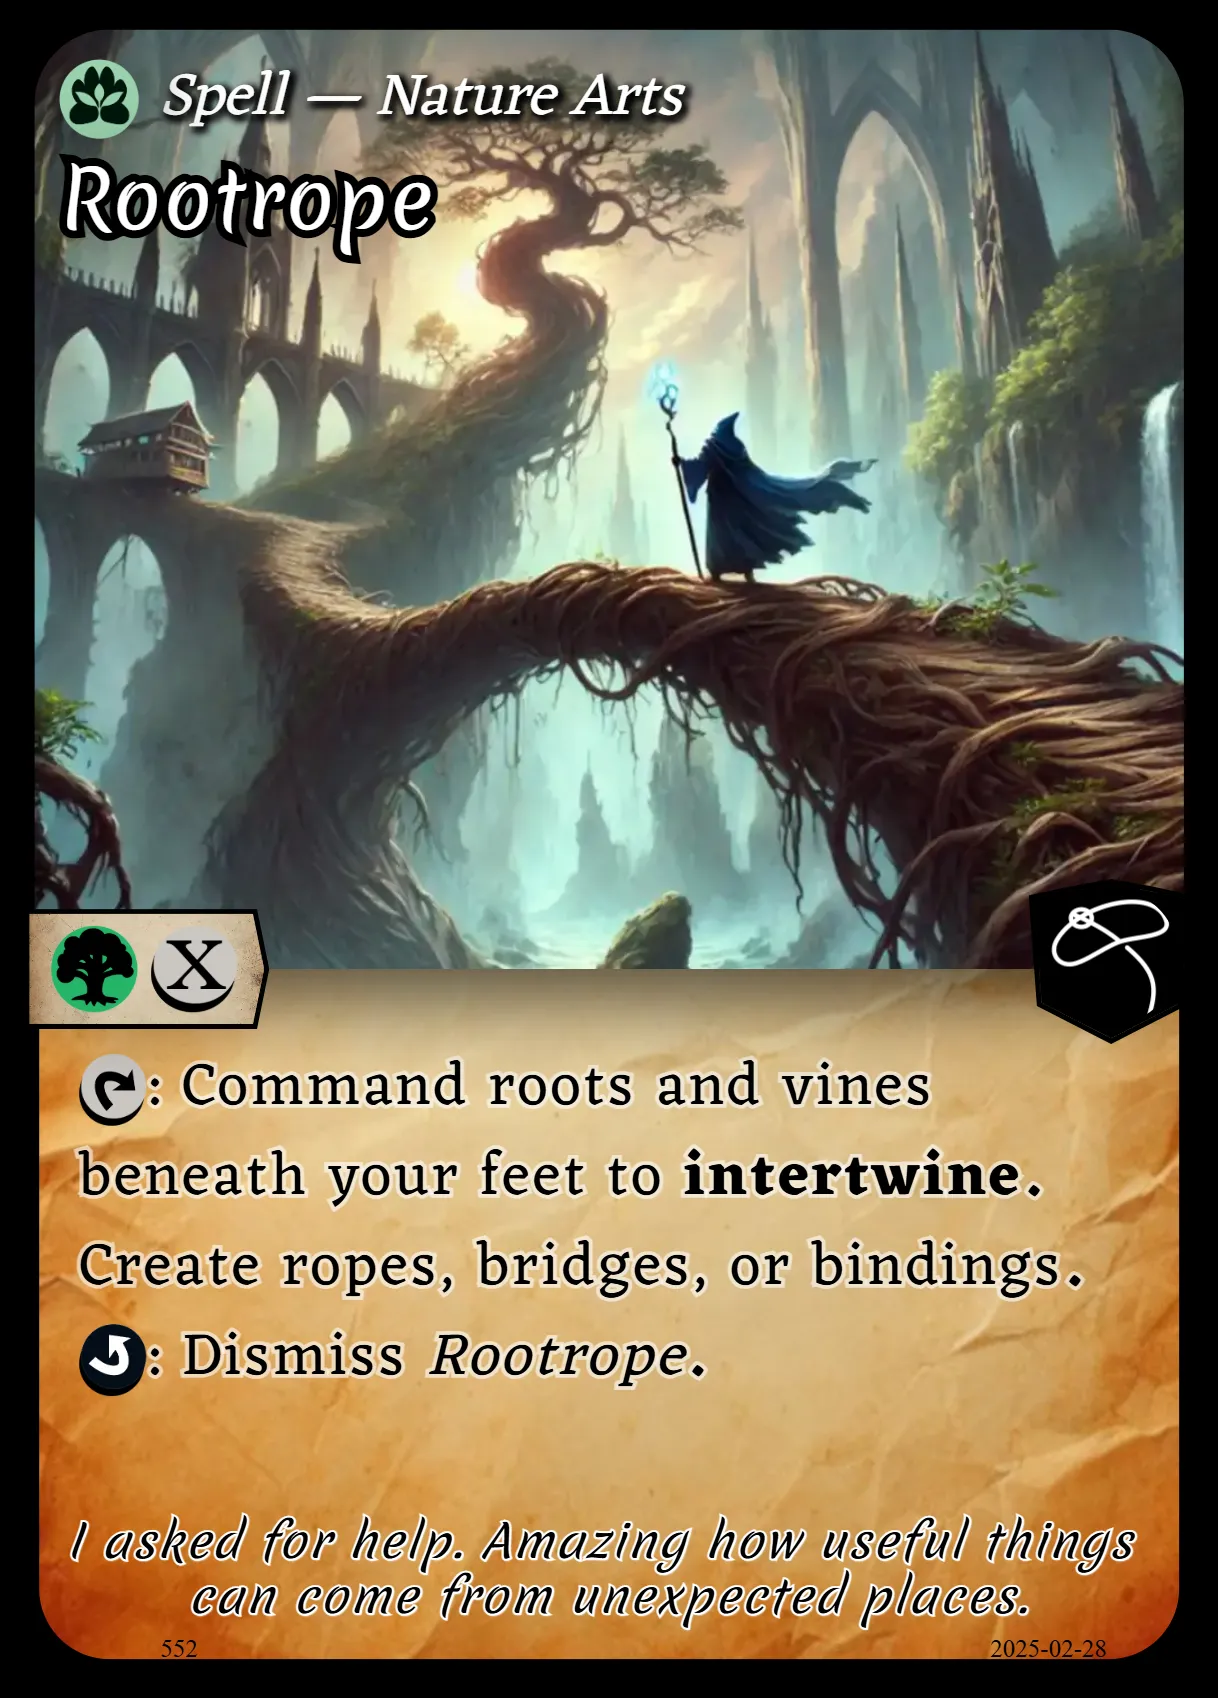 Spell — Nature Arts
Rootrope
X
: Command roots and vines
beneath your feet to intertwine.
Create ropes, bridges, or bindings.
: Dismiss Rootrope.
I asked for help. Amazing how useful things
can come from unexpected places.
552
2025-02-28